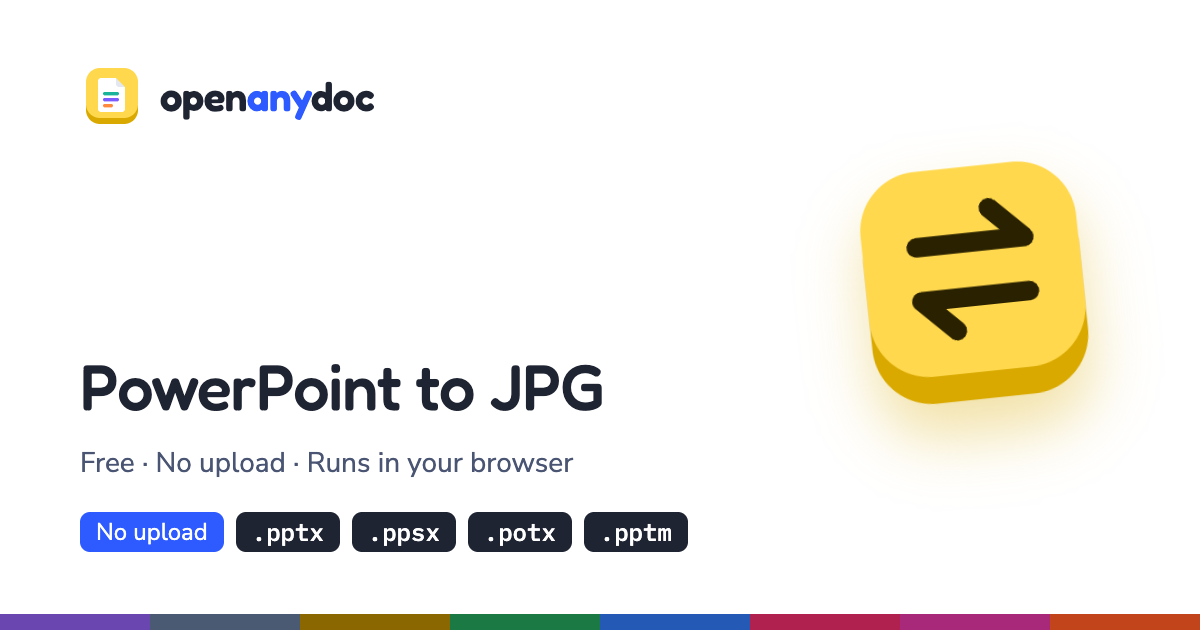 openanydoc
PowerPoint to JPG
Free · No upload · Runs in your browser
No upload .pptx .ppsx .potx .pptm